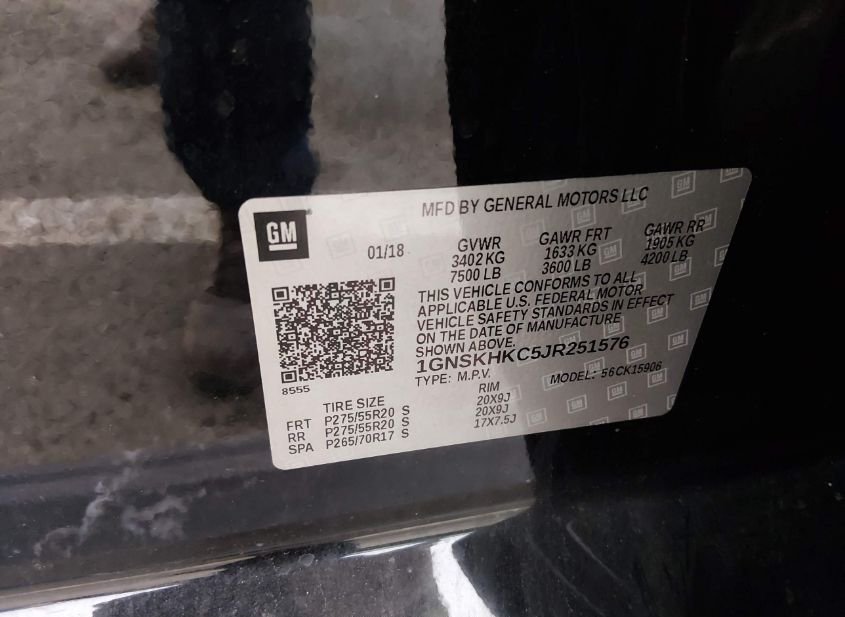 MFD BY GENERAL MOTORS LLC
GM
01/18
GVWR GAWR FRT GAWR RR
3402 KG 1633 KG 1905 KG
7500 LB 3600 LB 4200 LB
THIS VEHICLE CONFORMS TO ALL
APPLICABLE U.S. FEDERAL MOTOR
VEHICLE SAFETY STANDARDS IN EFFECT
ON THE DATE OF MANUFACTURE
SHOWN ABOVE.
1GNSKHKC5JR251576
TYPE: M.P.V. MODEL: 56CK15906
8555
TIRE SIZE RIM
FRT P275/55R20 S 20X9J
RR P275/55R20 S 20X9J
SPA P265/70R17 S 17X7.5J